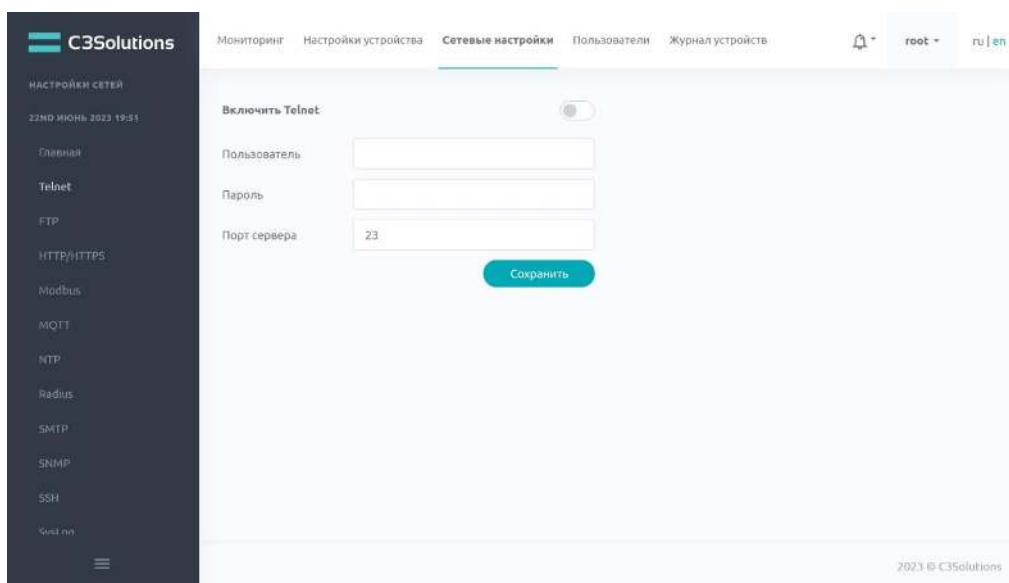 C3Solutions
Мониторинг Настройки устройства Сетевые настройки Пользователи Журнал устройств root ru | en
НАСТРОЙКИ СЕТЕЙ
22ND ИЮНЬ 2023 19:51
Главная
Telnet
FTP
HTTP/HTTPS
Modbus
MQTT
NTP
Radius
SMTP
SNMP
SSH
SysLog
Включить Telnet
Пользователь
Пароль
Порт сервера 23
Сохранить
2023 © C3Solutions